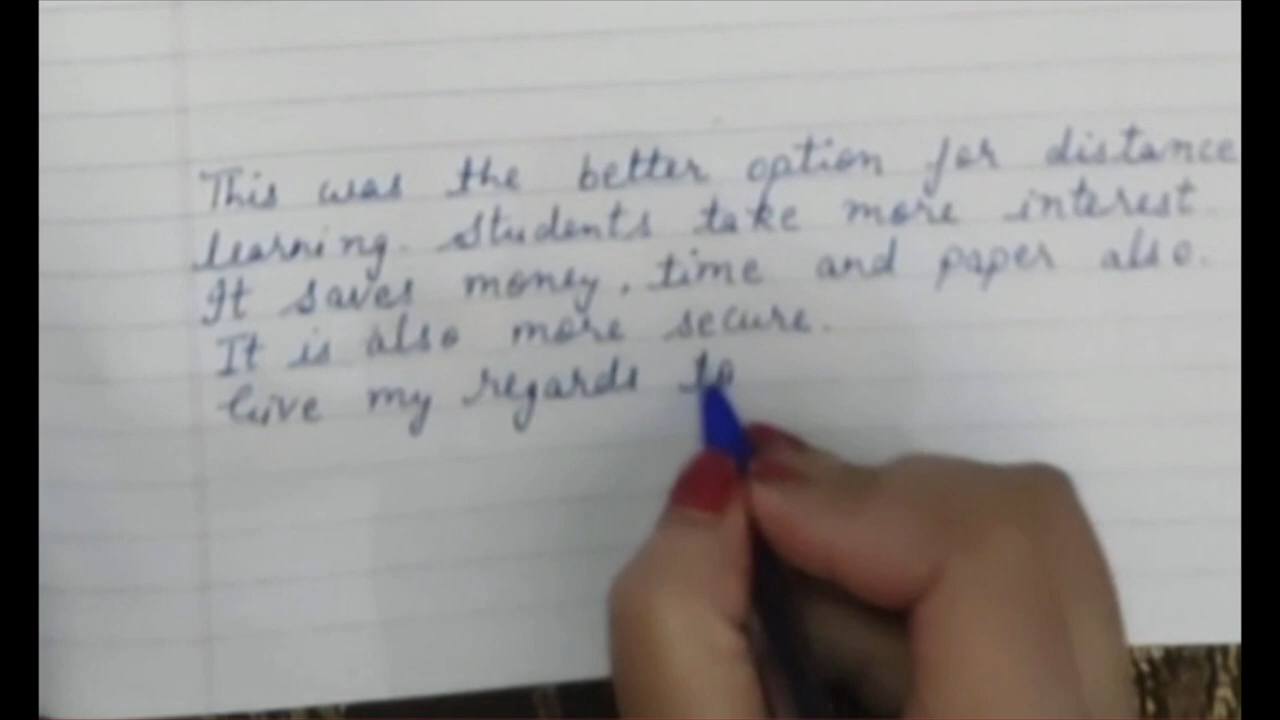 This was the better option for distance
learning. Students take more interest.
It saves money, time and paper also.
It is also more secure.
Give my regards to